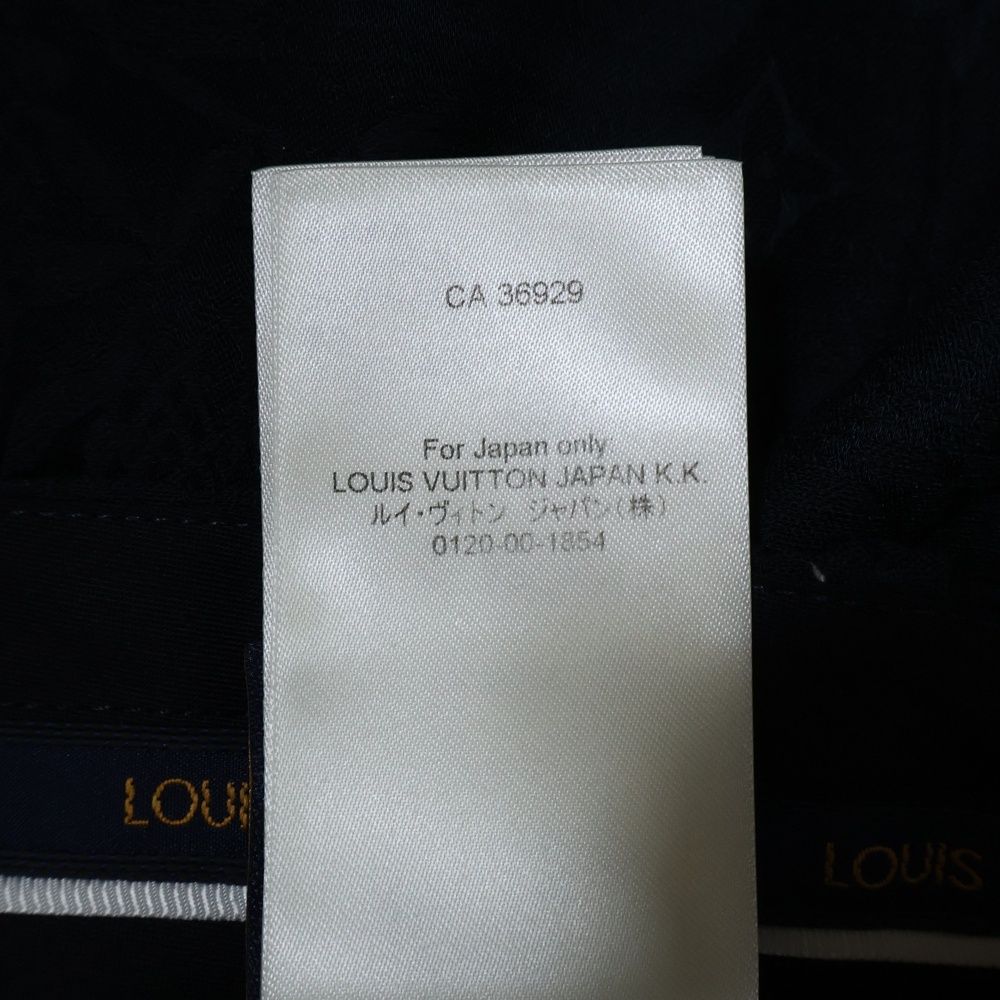 CA 36929
For Japan only
LOUIS VUITTON JAPAN K.K.
ルイ・ヴィトン ジャパン(株)
0120-00-1854
LOUI
LOUIS